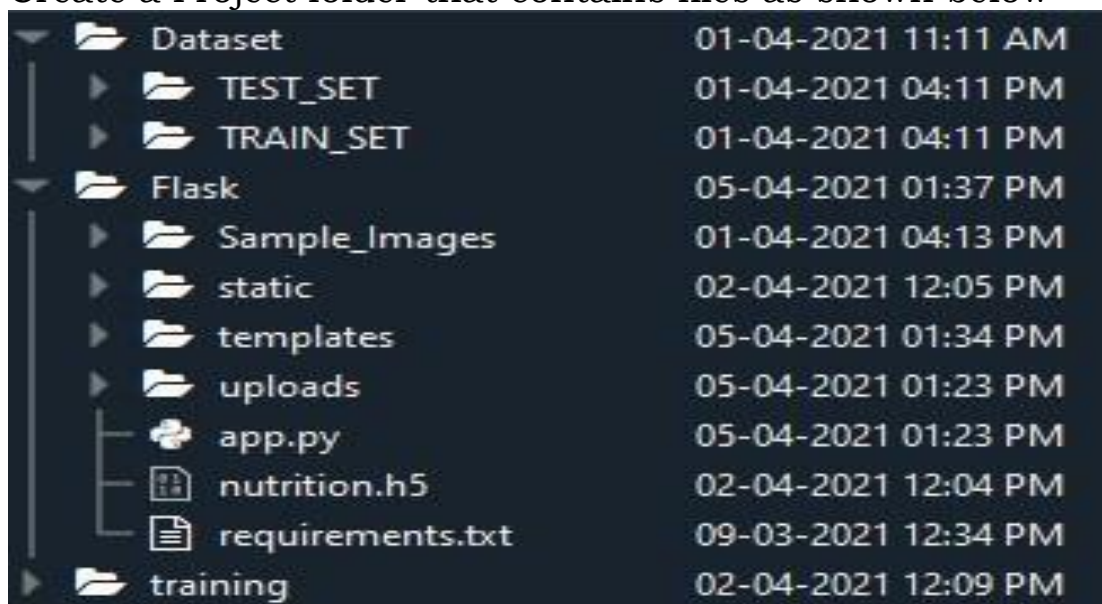 Create a Project folder that contains files as shown below
Dataset 01-04-2021 11:11 AM
TEST_SET 01-04-2021 04:11 PM
TRAIN_SET 01-04-2021 04:11 PM
Flask 05-04-2021 01:37 PM
Sample_Images 01-04-2021 04:13 PM
static 02-04-2021 12:05 PM
templates 05-04-2021 01:34 PM
uploads 05-04-2021 01:23 PM
app.py 05-04-2021 01:23 PM
nutrition.h5 02-04-2021 12:04 PM
requirements.txt 09-03-2021 12:34 PM
training 02-04-2021 12:09 PM